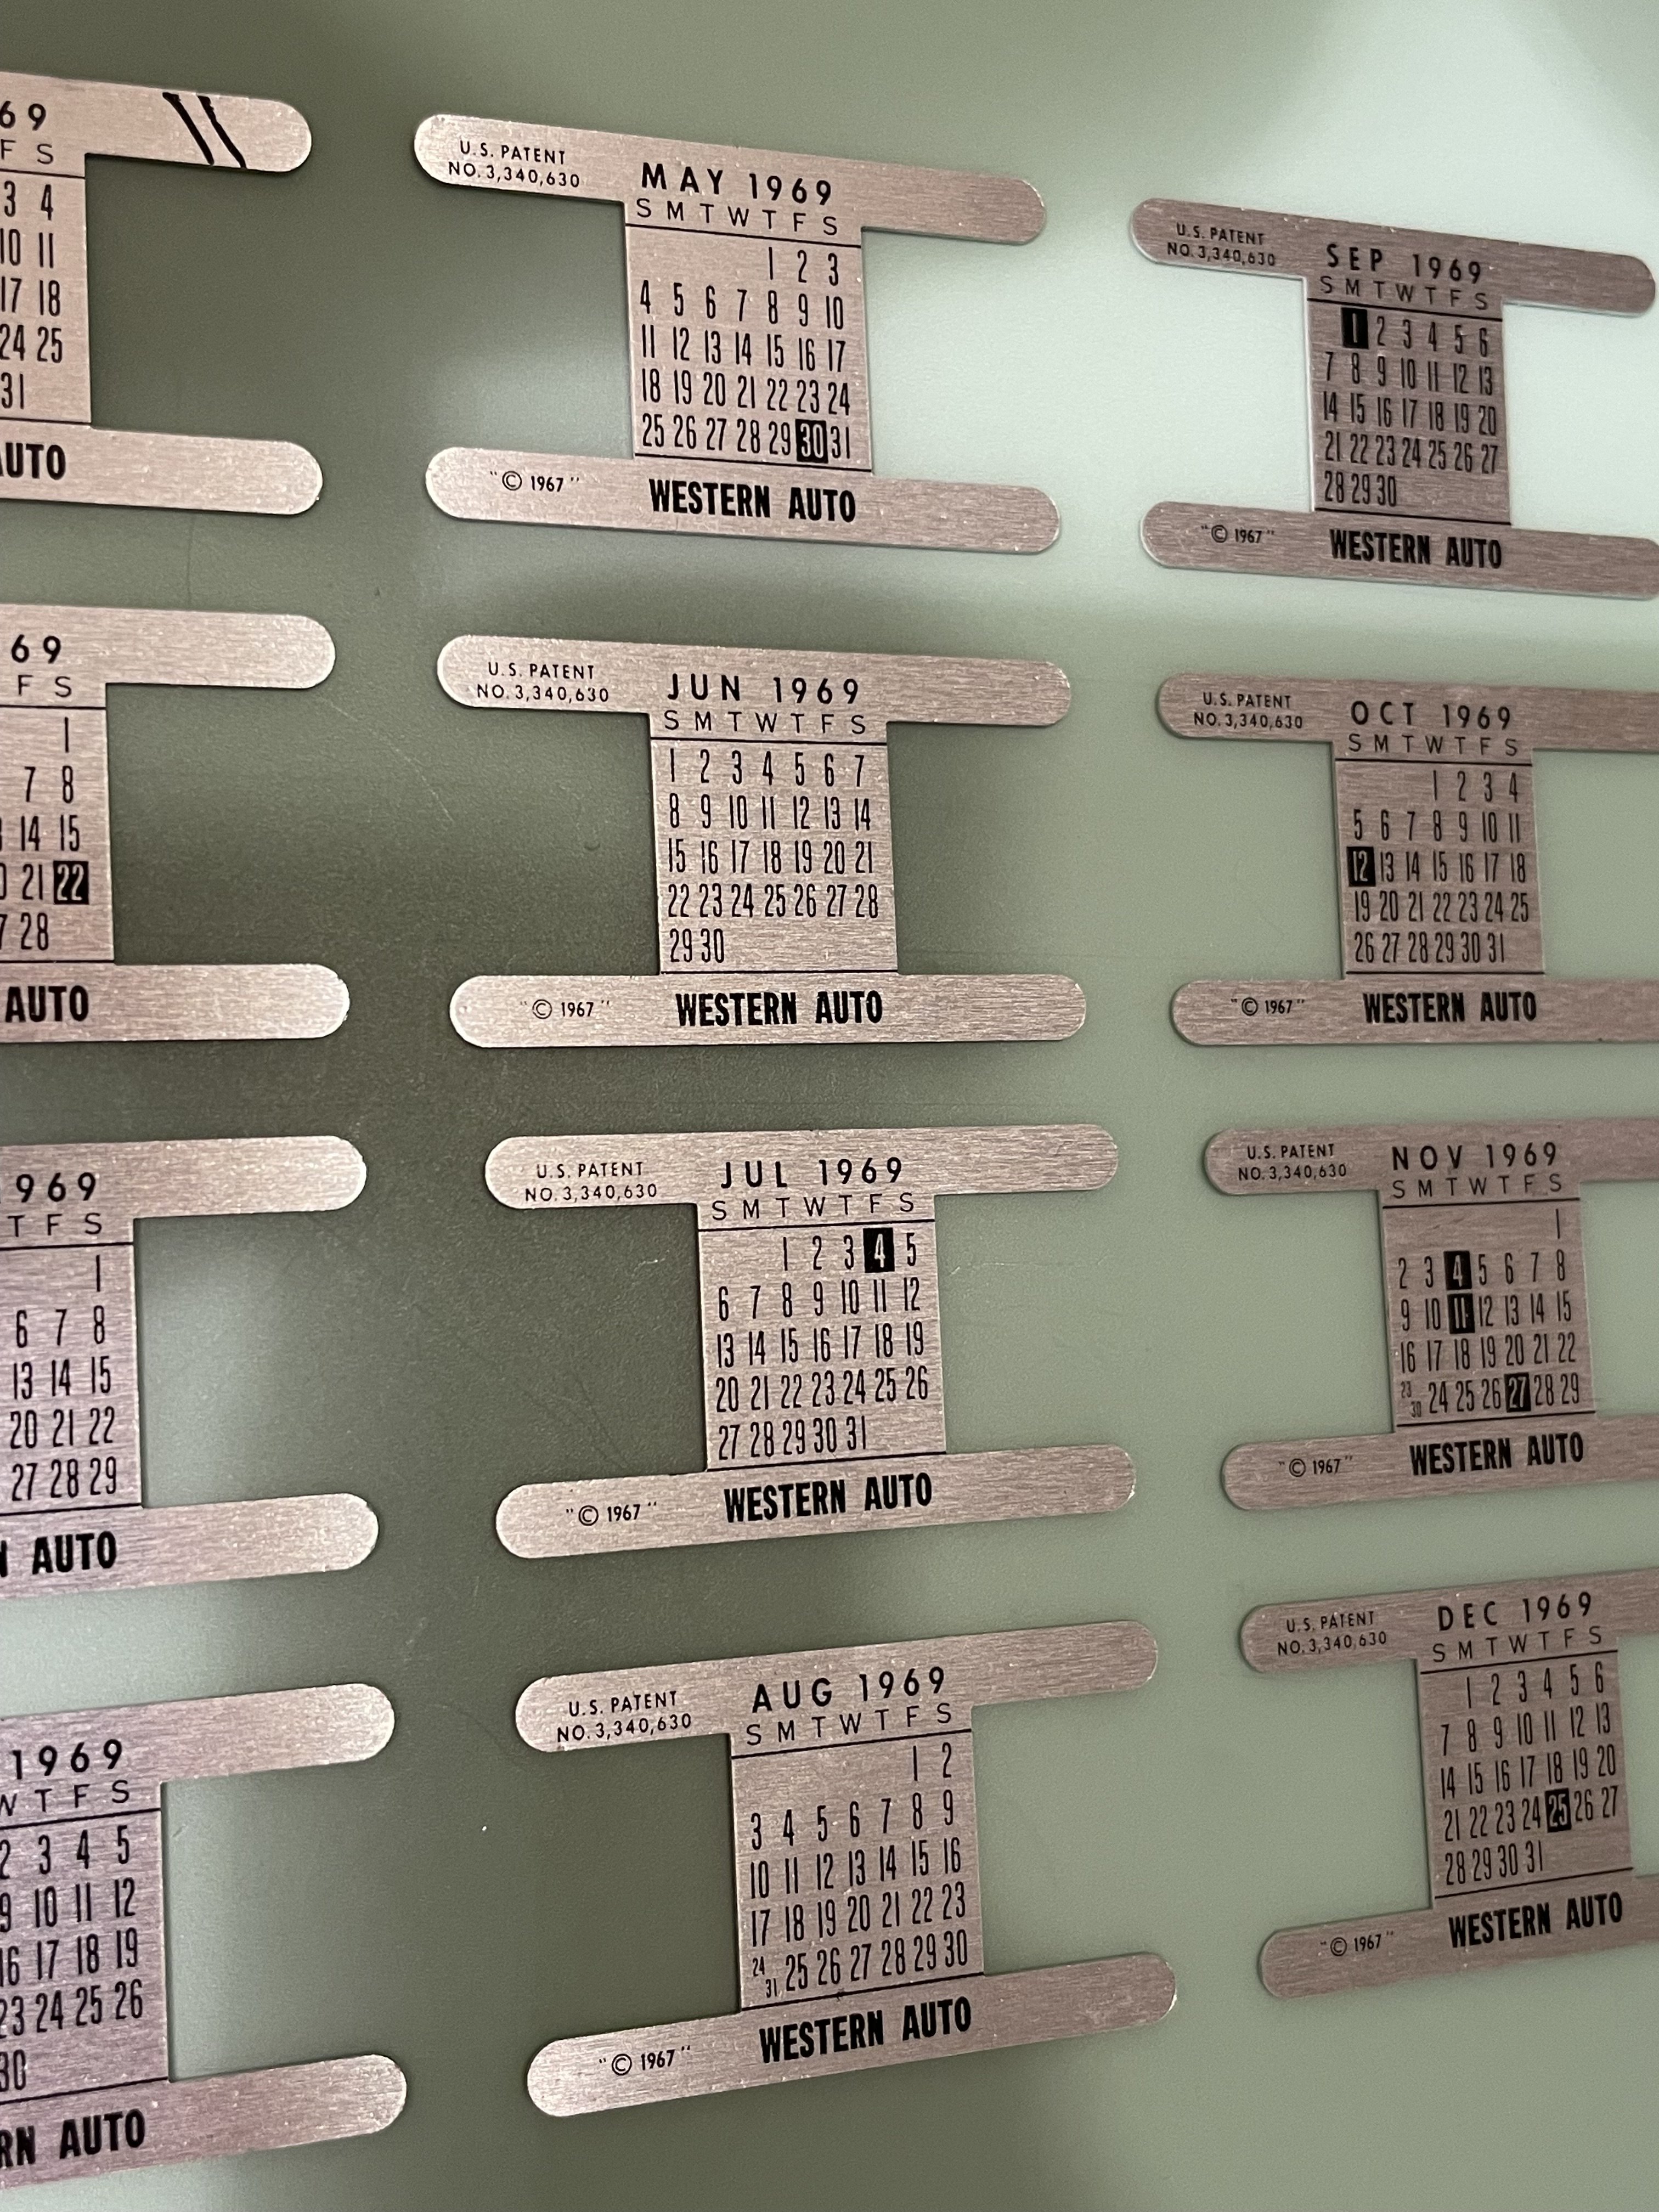 69
F S
3 4
10 11
17 18
24 25
31
AUTO
69
F S
1
7 8
14 15
21 22
28
AUTO
969
T F S
1
6 7 8
13 14 15
20 21 22
27 28 29
AUTO
1969
W T F S
2 3 4 5
9 10 11 12
16 17 18 19
23 24 25 26
30
RN AUTO
U.S. PATENT
NO. 3,340,630
MAY 1969
S M T W T F S
1 2 3
4 5 6 7 8 9 10
11 12 13 14 15 16 17
18 19 20 21 22 23 24
25 26 27 28 29 30 31
"© 1967" WESTERN AUTO
U.S. PATENT
NO. 3,340,630
JUN 1969
S M T W T F S
1 2 3 4 5 6 7
8 9 10 11 12 13 14
15 16 17 18 19 20 21
22 23 24 25 26 27 28
29 30
"© 1967" WESTERN AUTO
U.S. PATENT
NO. 3,340,630
JUL 1969
S M T W T F S
1 2 3 4 5
6 7 8 9 10 11 12
13 14 15 16 17 18 19
20 21 22 23 24 25 26
27 28 29 30 31
"© 1967" WESTERN AUTO
U.S. PATENT
NO. 3,340,630
AUG 1969
S M T W T F S
1 2
3 4 5 6 7 8 9
10 11 12 13 14 15 16
17 18 19 20 21 22 23
24 31 25 26 27 28 29 30
"© 1967" WESTERN AUTO
U.S. PATENT
NO. 3,340,630
SEP 1969
S M T W T F S
1 2 3 4 5 6
7 8 9 10 11 12 13
14 15 16 17 18 19 20
21 22 23 24 25 26 27
28 29 30
"© 1967" WESTERN AUTO
U.S. PATENT
NO. 3,340,630
OCT 1969
S M T W T F S
1 2 3 4
5 6 7 8 9 10 11
12 13 14 15 16 17 18
19 20 21 22 23 24 25
26 27 28 29 30 31
"© 1967" WESTERN AUTO
U.S. PATENT
NO. 3,340,630
NOV 1969
S M T W T F S
1
2 3 4 5 6 7 8
9 10 11 12 13 14 15
16 17 18 19 20 21 22
23 30 24 25 26 27 28 29
"© 1967" WESTERN AUTO
U.S. PATENT
NO. 3,340,630
DEC 1969
S M T W T F S
1 2 3 4 5 6
7 8 9 10 11 12 13
14 15 16 17 18 19 20
21 22 23 24 25 26 27
28 29 30 31
"© 1967" WESTERN AUTO